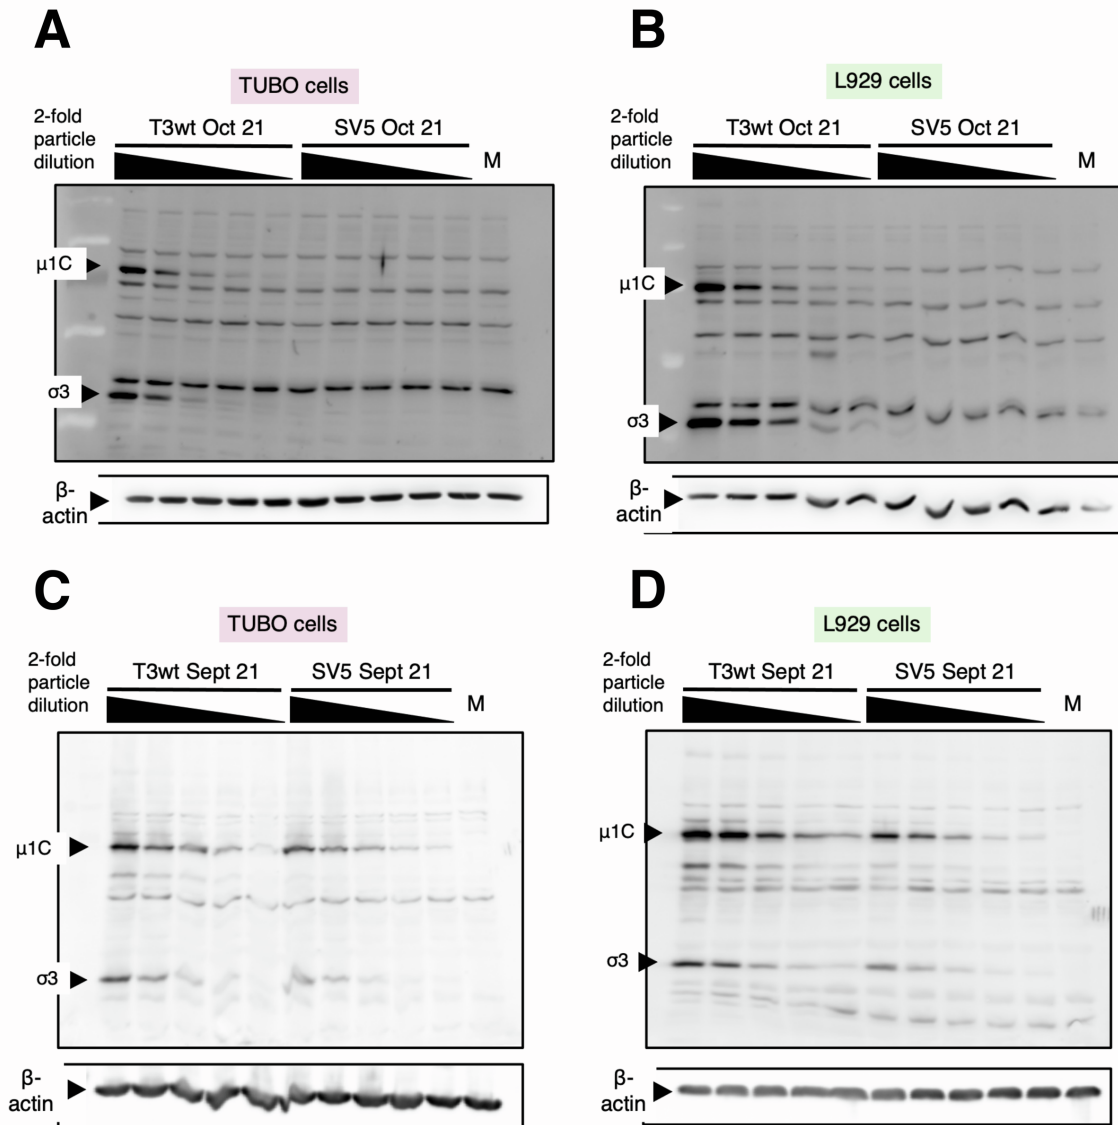 A
TUBO cells
2-fold
particle
dilution
T3wt Oct 21
SV5 Oct 21
M
μ1C
σ3
β-
actin
B
L929 cells
2-fold
particle
dilution
T3wt Oct 21
SV5 Oct 21
M
μ1C
σ3
β-
actin
C
TUBO cells
2-fold
particle
dilution
T3wt Sept 21
SV5 Sept 21
M
μ1C
σ3
β-
actin
D
L929 cells
2-fold
particle
dilution
T3wt Sept 21
SV5 Sept 21
M
μ1C
σ3
β-
actin